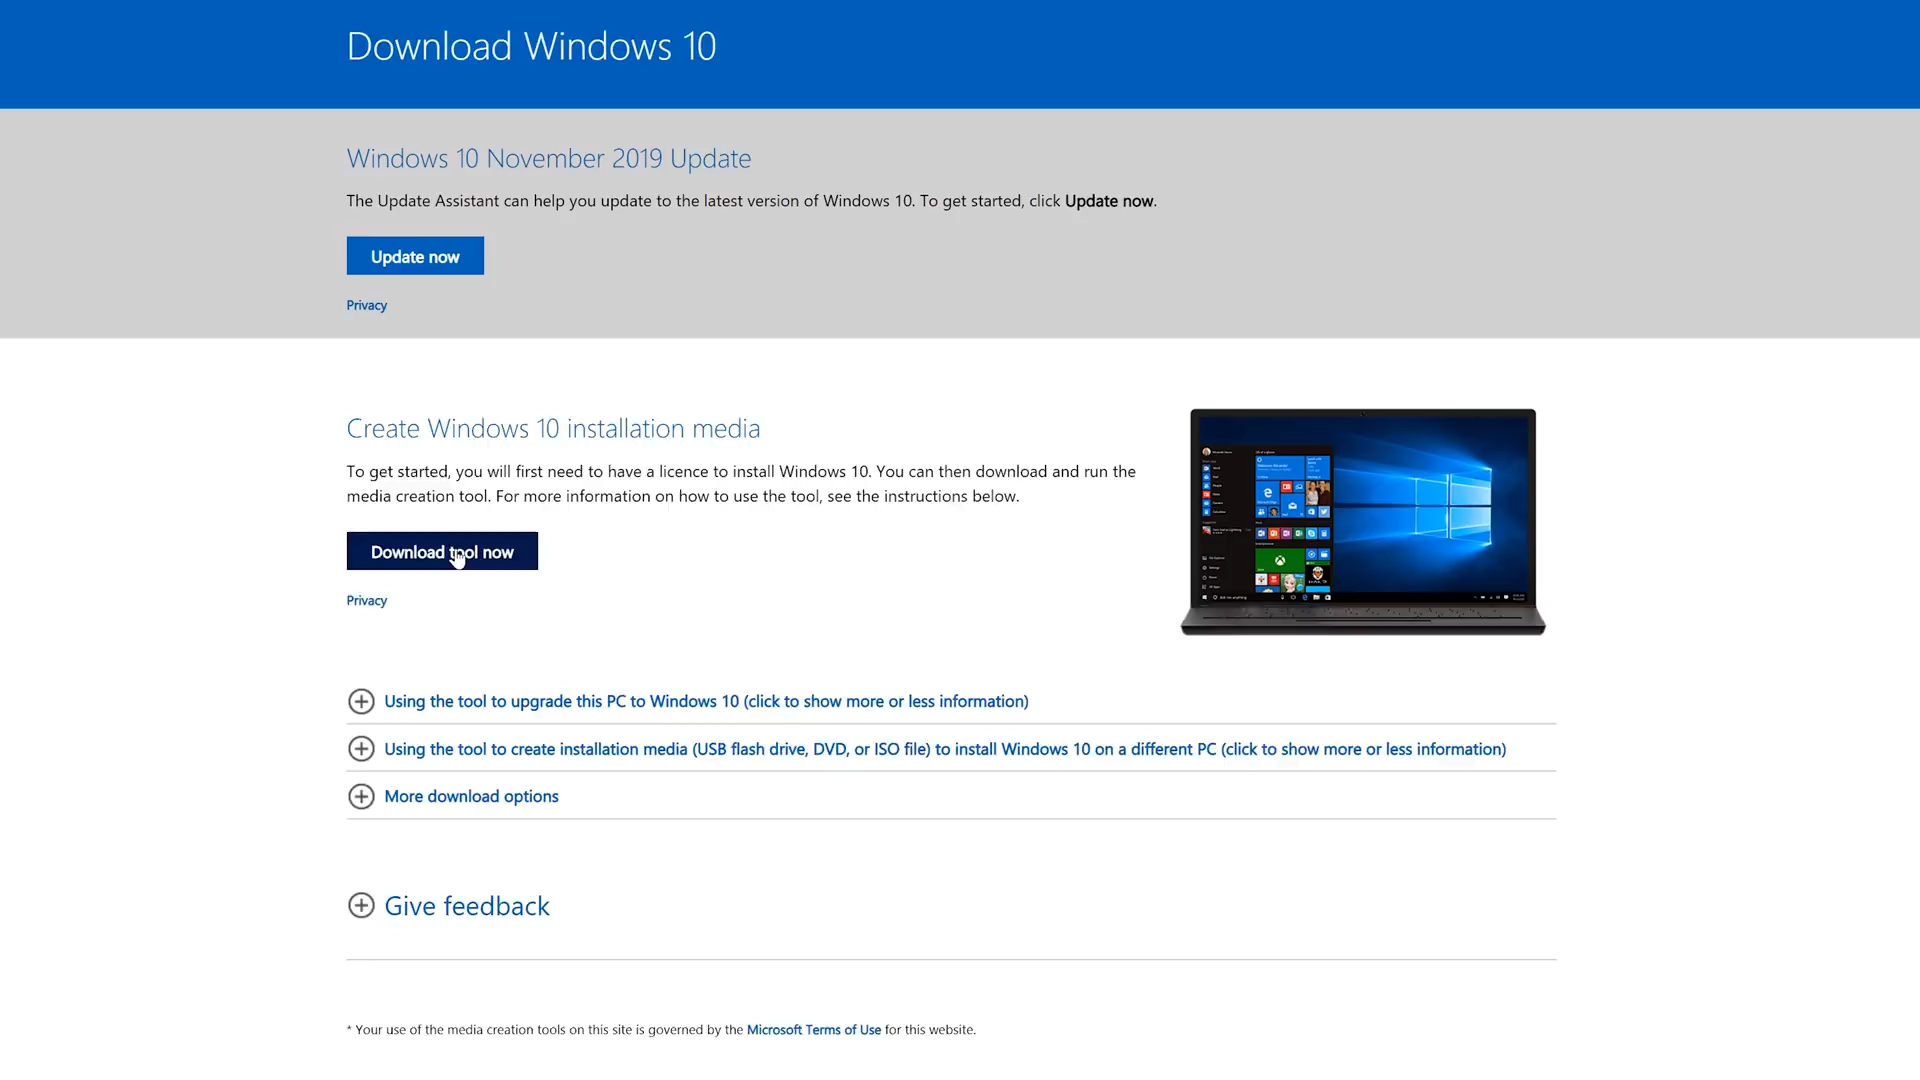 Download Windows 10
Windows 10 November 2019 Update
The Update Assistant can help you update to the latest version of Windows 10. To get started, click Update now.
Update now
Privacy
Create Windows 10 installation media
To get started, you will first need to have a licence to install Windows 10. You can then download and run the
media creation tool. For more information on how to use the tool, see the instructions below.
Download tool now
Privacy
Using the tool to upgrade this PC to Windows 10 (click to show more or less information)
Using the tool to create installation media (USB flash drive, DVD, or ISO file) to install Windows 10 on a different PC (click to show more or less information)
More download options
Give feedback
* Your use of the media creation tools on this site is governed by the Microsoft Terms of Use for this website.